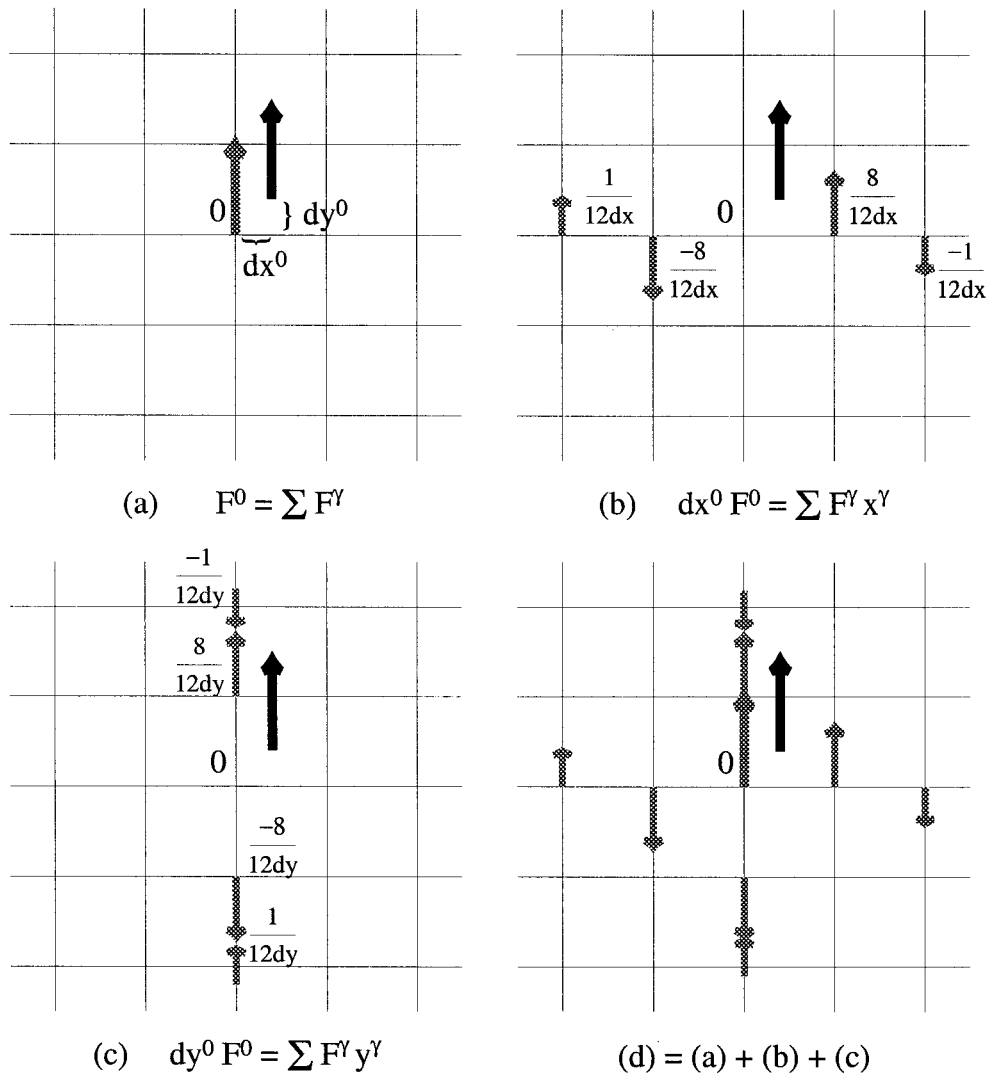 0
} dy⁰
dx⁰
(a) F⁰ = ∑ F^γ
1
12dx
8
12dx
0
−8
12dx
−1
12dx
(b) dx⁰ F⁰ = ∑ F^γ x^γ
−1
12dy
8
12dy
0
−8
12dy
1
12dy
(c) dy⁰ F⁰ = ∑ F^γ y^γ
0
(d) = (a) + (b) + (c)